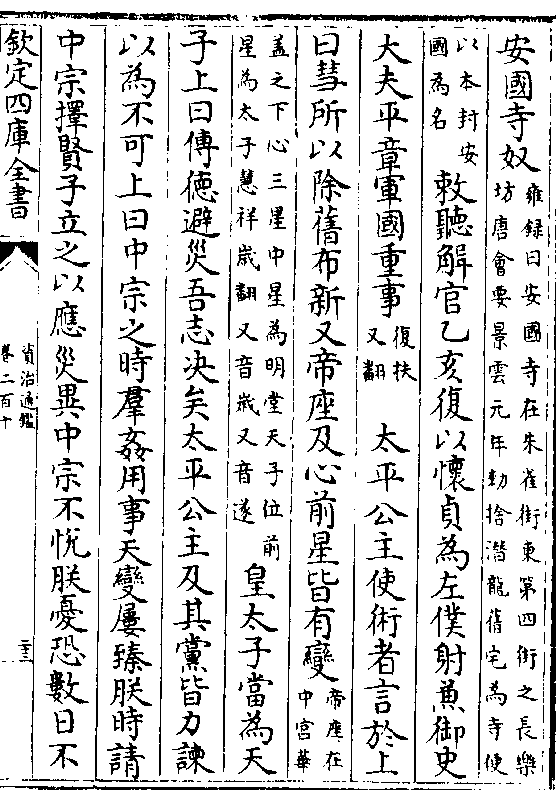 安國寺奴雍録曰安國寺在朱雀街東第四街之長樂坊唐會要景雲元年勅捨潛龍舊宅為寺便
以本封安國為名敕聽解官乙亥復以懷貞為左僕射兼御史
大夫平章軍國重事復扶又翻太平公主使術者言於上
曰彗所以除舊布新又帝座及心前星皆有變帝座在中宫華
葢之下心三星中星為明堂天子位前星為太子彗祥嵗翻又音嵗又音遂皇太子當為天
子上曰傳德避災吾志决矣太平公主及其黨皆力諫
以為不可上曰中宗之時羣姦用事天變屢臻朕時請
中宗擇賢子立之以應災異中宗不悅朕憂恐數日不
欽定四庫全書
資治通鑑
卷二百十
二十三